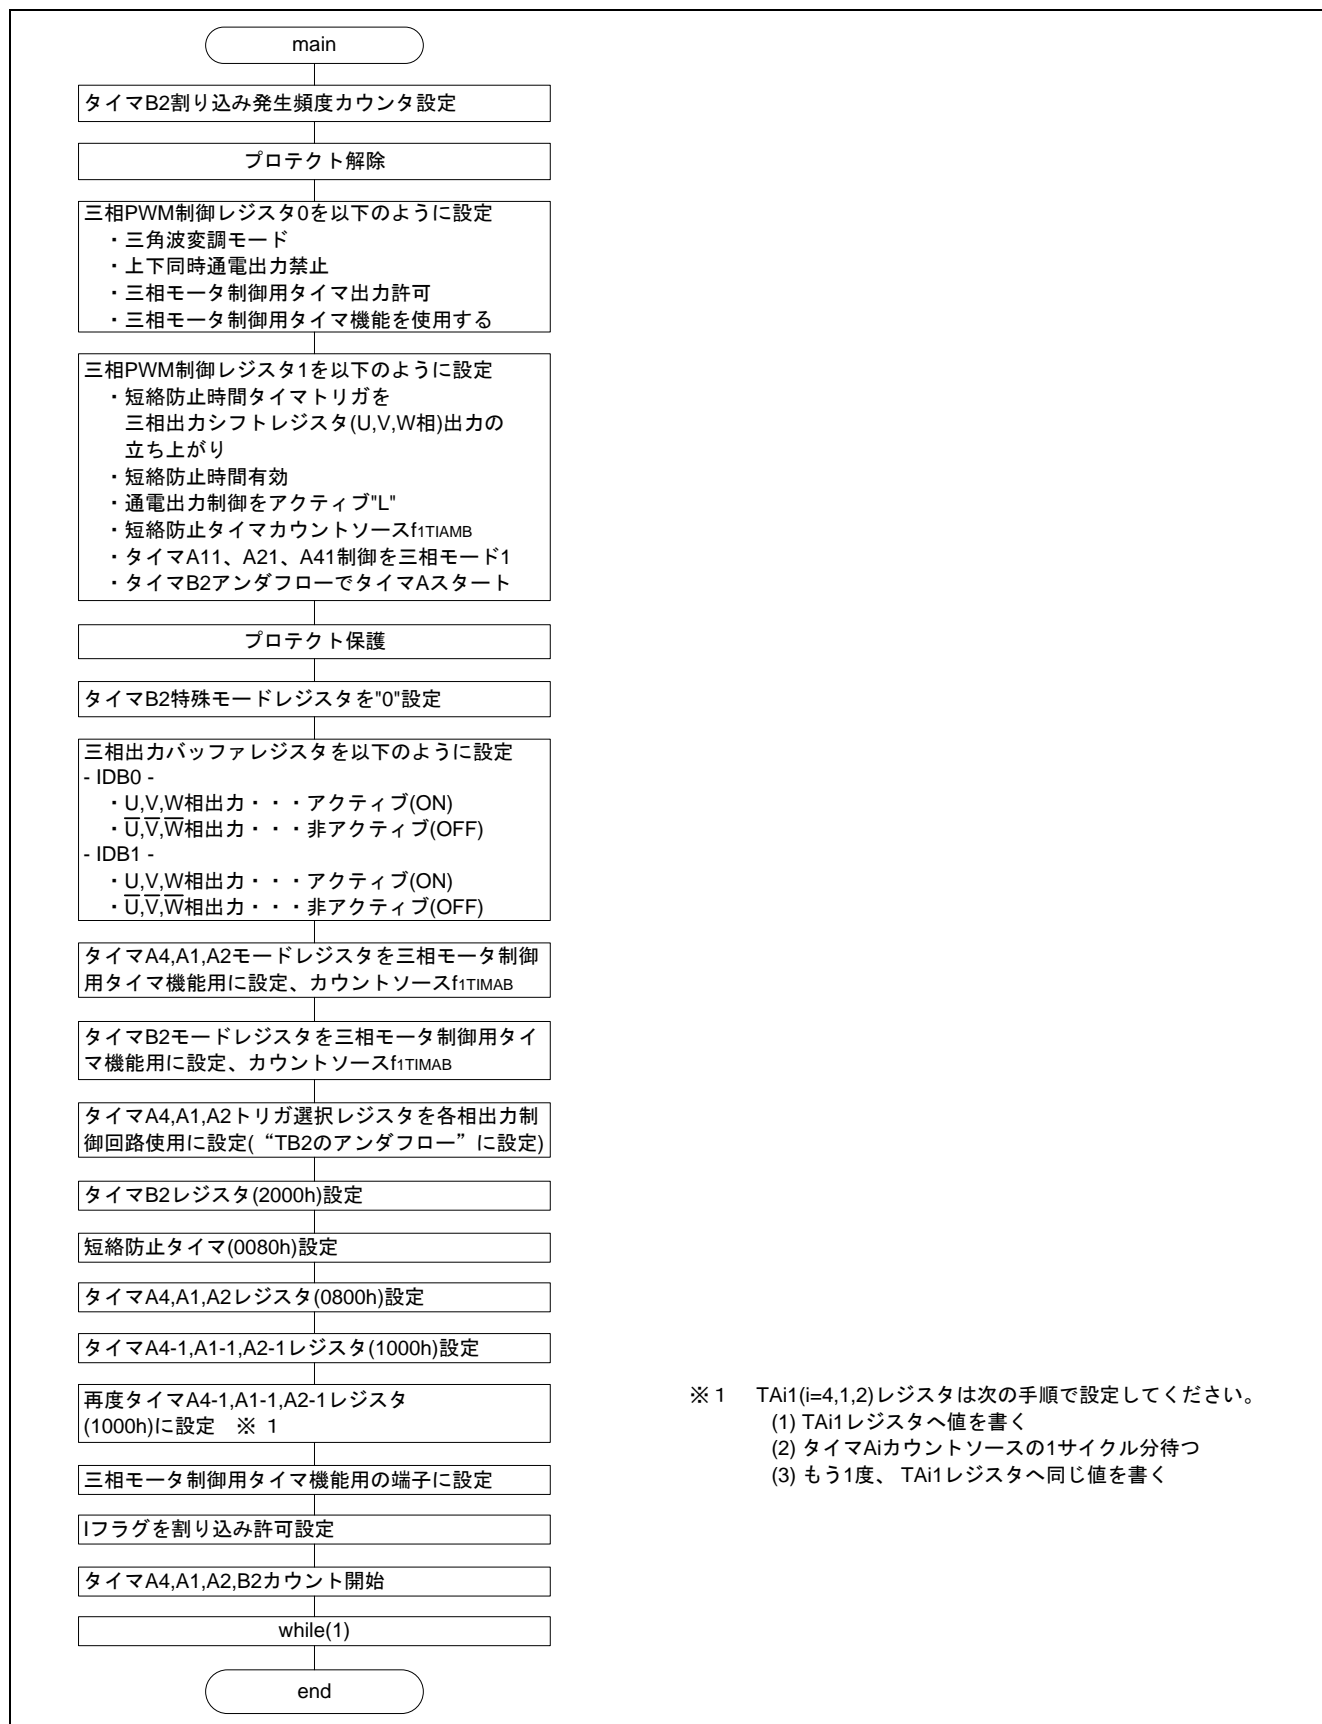 main
タイマB2割り込み発生頻度カウンタ設定
プロテクト解除
三相PWM制御レジスタ0を以下のように設定
・三角波変調モード
・上下同時通電出力禁止
・三相モータ制御用タイマ出力許可
・三相モータ制御用タイマ機能を使用する
三相PWM制御レジスタ1を以下のように設定
・短絡防止時間タイマトリガを
三相出力シフトレジスタ(U,V,W相)出力の
立ち上がり
・短絡防止時間有効
・通電出力制御をアクティブ"L"
・短絡防止タイマカウントソースf1TIAMB
・タイマA11、A21、A41制御を三相モード1
・タイマB2アンダフローでタイマAスタート
プロテクト保護
タイマB2特殊モードレジスタを"0"設定
三相出力バッファレジスタを以下のように設定
- IDB0 -
・U,V,W相出力・・・アクティブ(ON)
・U̅,V̅,W̅相出力・・・非アクティブ(OFF)
- IDB1 -
・U,V,W相出力・・・アクティブ(ON)
・U̅,V̅,W̅相出力・・・非アクティブ(OFF)
タイマA4,A1,A2モードレジスタを三相モータ制御
用タイマ機能用に設定、カウントソースf1TIMAB
タイマB2モードレジスタを三相モータ制御用タイ
マ機能用に設定、カウントソースf1TIMAB
タイマA4,A1,A2トリガ選択レジスタを各相出力制
御回路使用に設定(“TB2のアンダフロー”に設定)
タイマB2レジスタ(2000h)設定
短絡防止タイマ(0080h)設定
タイマA4,A1,A2レジスタ(0800h)設定
タイマA4-1,A1-1,A2-1レジスタ(1000h)設定
再度タイマA4-1,A1-1,A2-1レジスタ
(1000h)に設定 ※１
※１ TAi1(i=4,1,2)レジスタは次の手順で設定してください。
(1) TAi1レジスタへ値を書く
(2) タイマAiカウントソースの1サイクル分待つ
(3) もう1度、 TAi1レジスタへ同じ値を書く
三相モータ制御用タイマ機能用の端子に設定
Iフラグを割り込み許可設定
タイマA4,A1,A2,B2カウント開始
while(1)
end